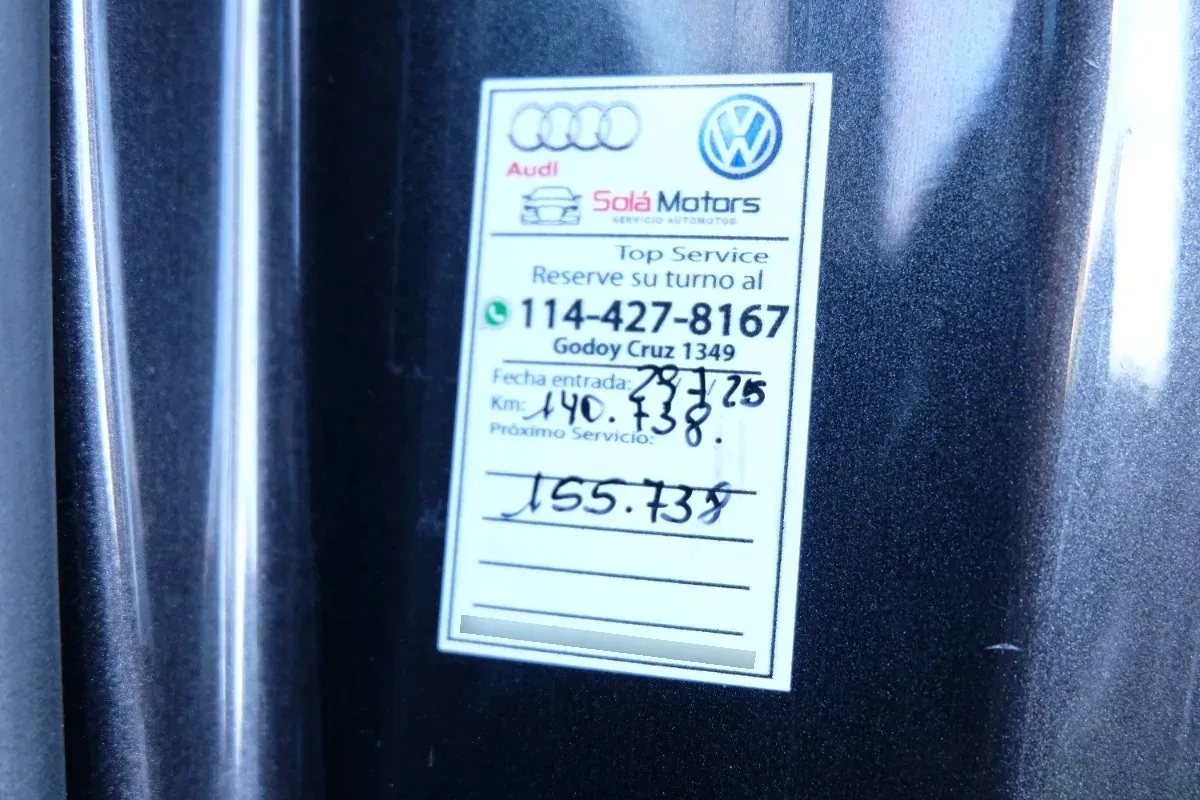 Audi
Solá Motors
SERVICIO AUTOMOTOR
Top Service
Reserve su turno al
114-427-8167
Godoy Cruz 1349
Fecha entrada: 29/7/25
Km: 140.738.
Próximo Servicio:
155.738